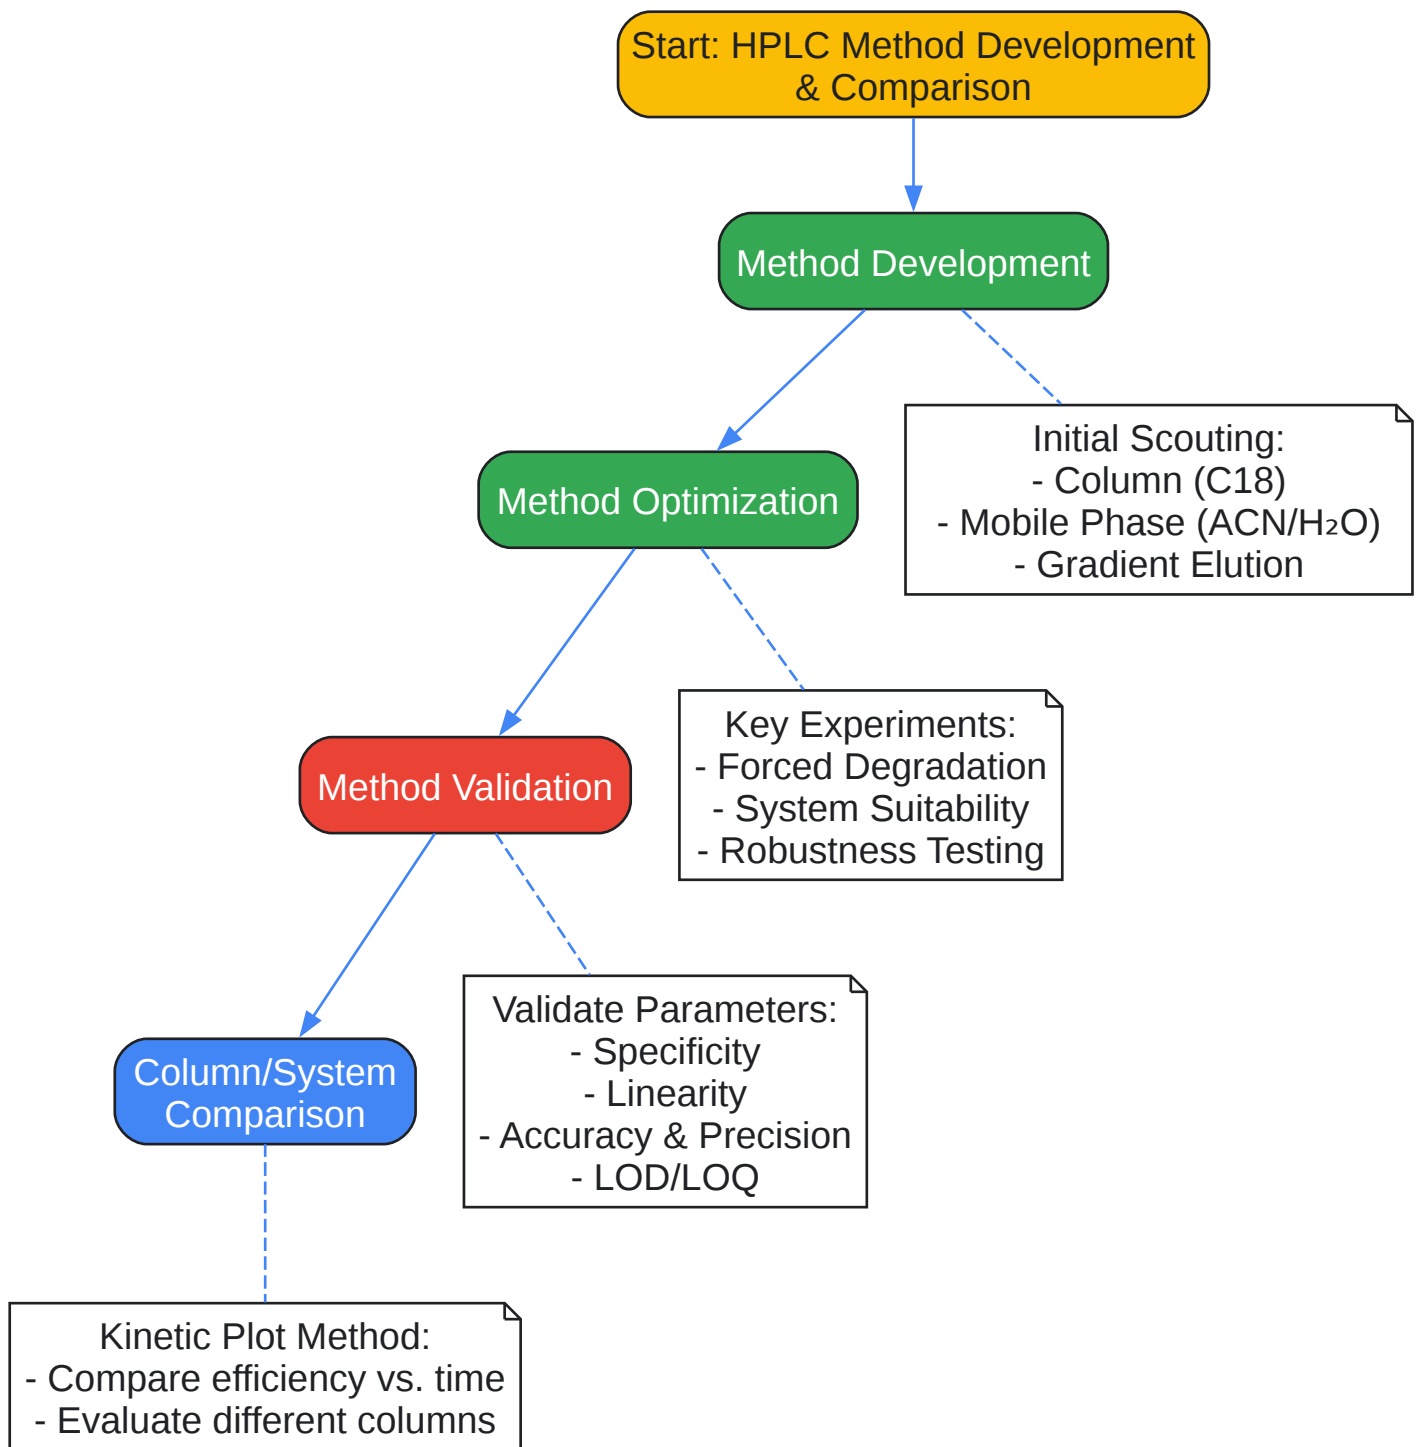 Start: HPLC Method Development
& Comparison
Method Development
Initial Scouting:
- Column (C18)
- Mobile Phase (ACN/H₂O)
- Gradient Elution
Method Optimization
Key Experiments:
- Forced Degradation
- System Suitability
- Robustness Testing
Method Validation
Validate Parameters:
- Specificity
- Linearity
- Accuracy & Precision
- LOD/LOQ
Column/System
Comparison
Kinetic Plot Method:
- Compare efficiency vs. time
- Evaluate different columns